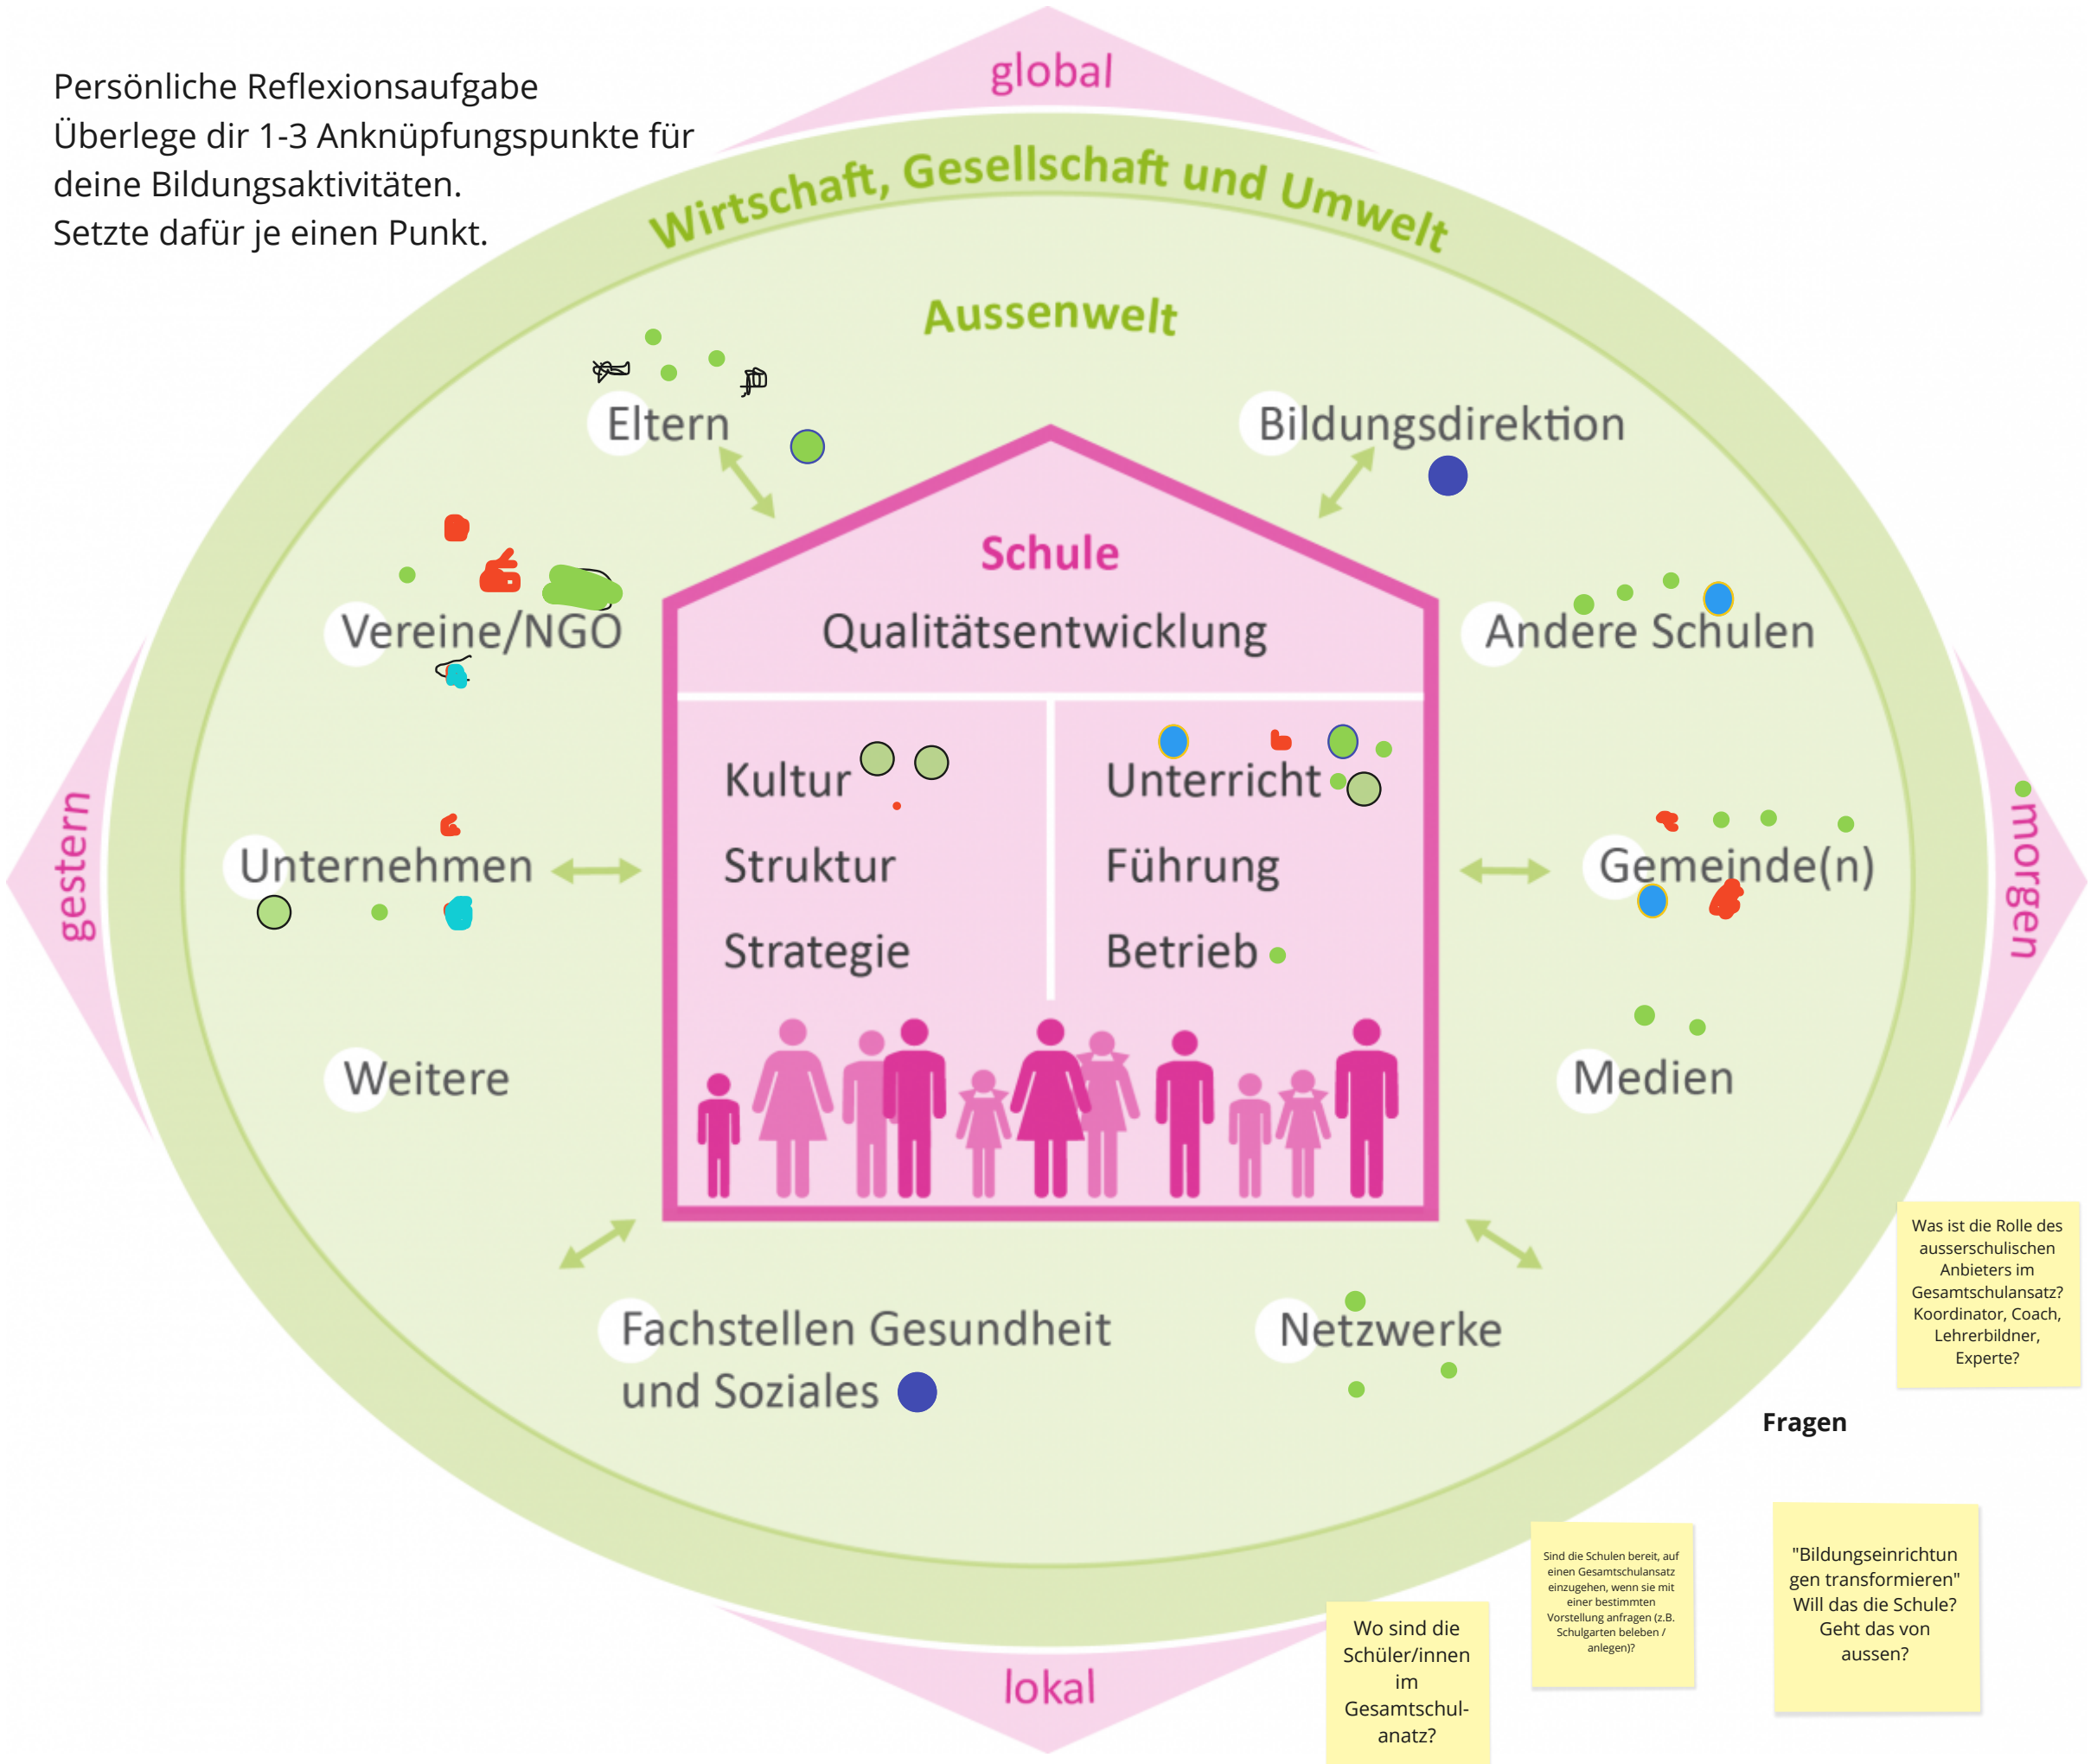 Persönliche Reflexionsaufgabe
Überlege dir 1-3 Anknüpfungspunkte für
deine Bildungsaktivitäten.
Setzte dafür je einen Punkt.
global
Wirtschaft, Gesellschaft und Umwelt
Aussenwelt
Eltern
Bildungsdirektion
Schule
Qualitätsentwicklung
Vereine/NGO
Andere Schulen
Kultur
Struktur
Strategie
Unterricht
Führung
Betrieb
gestern
Unternehmen
Gemeinde(n)
morgen
Weitere
Medien
Fachstellen Gesundheit
und Soziales
Netzwerke
lokal
Was ist die Rolle des
ausserschulischen
Anbieters im
Gesamtschulansatz?
Koordinator, Coach,
Lehrerbildner,
Experte?
Fragen
Wo sind die
Schüler/innen
im
Gesamtschul-
anatz?
Sind die Schulen bereit, auf
einen Gesamtschulansatz
einzugehen, wenn sie mit
einer bestimmten
Vorstellung anfragen (z.B.
Schulgarten beleben /
anlegen)?
"Bildungseinrichtun
gen transformieren"
Will das die Schule?
Geht das von
aussen?